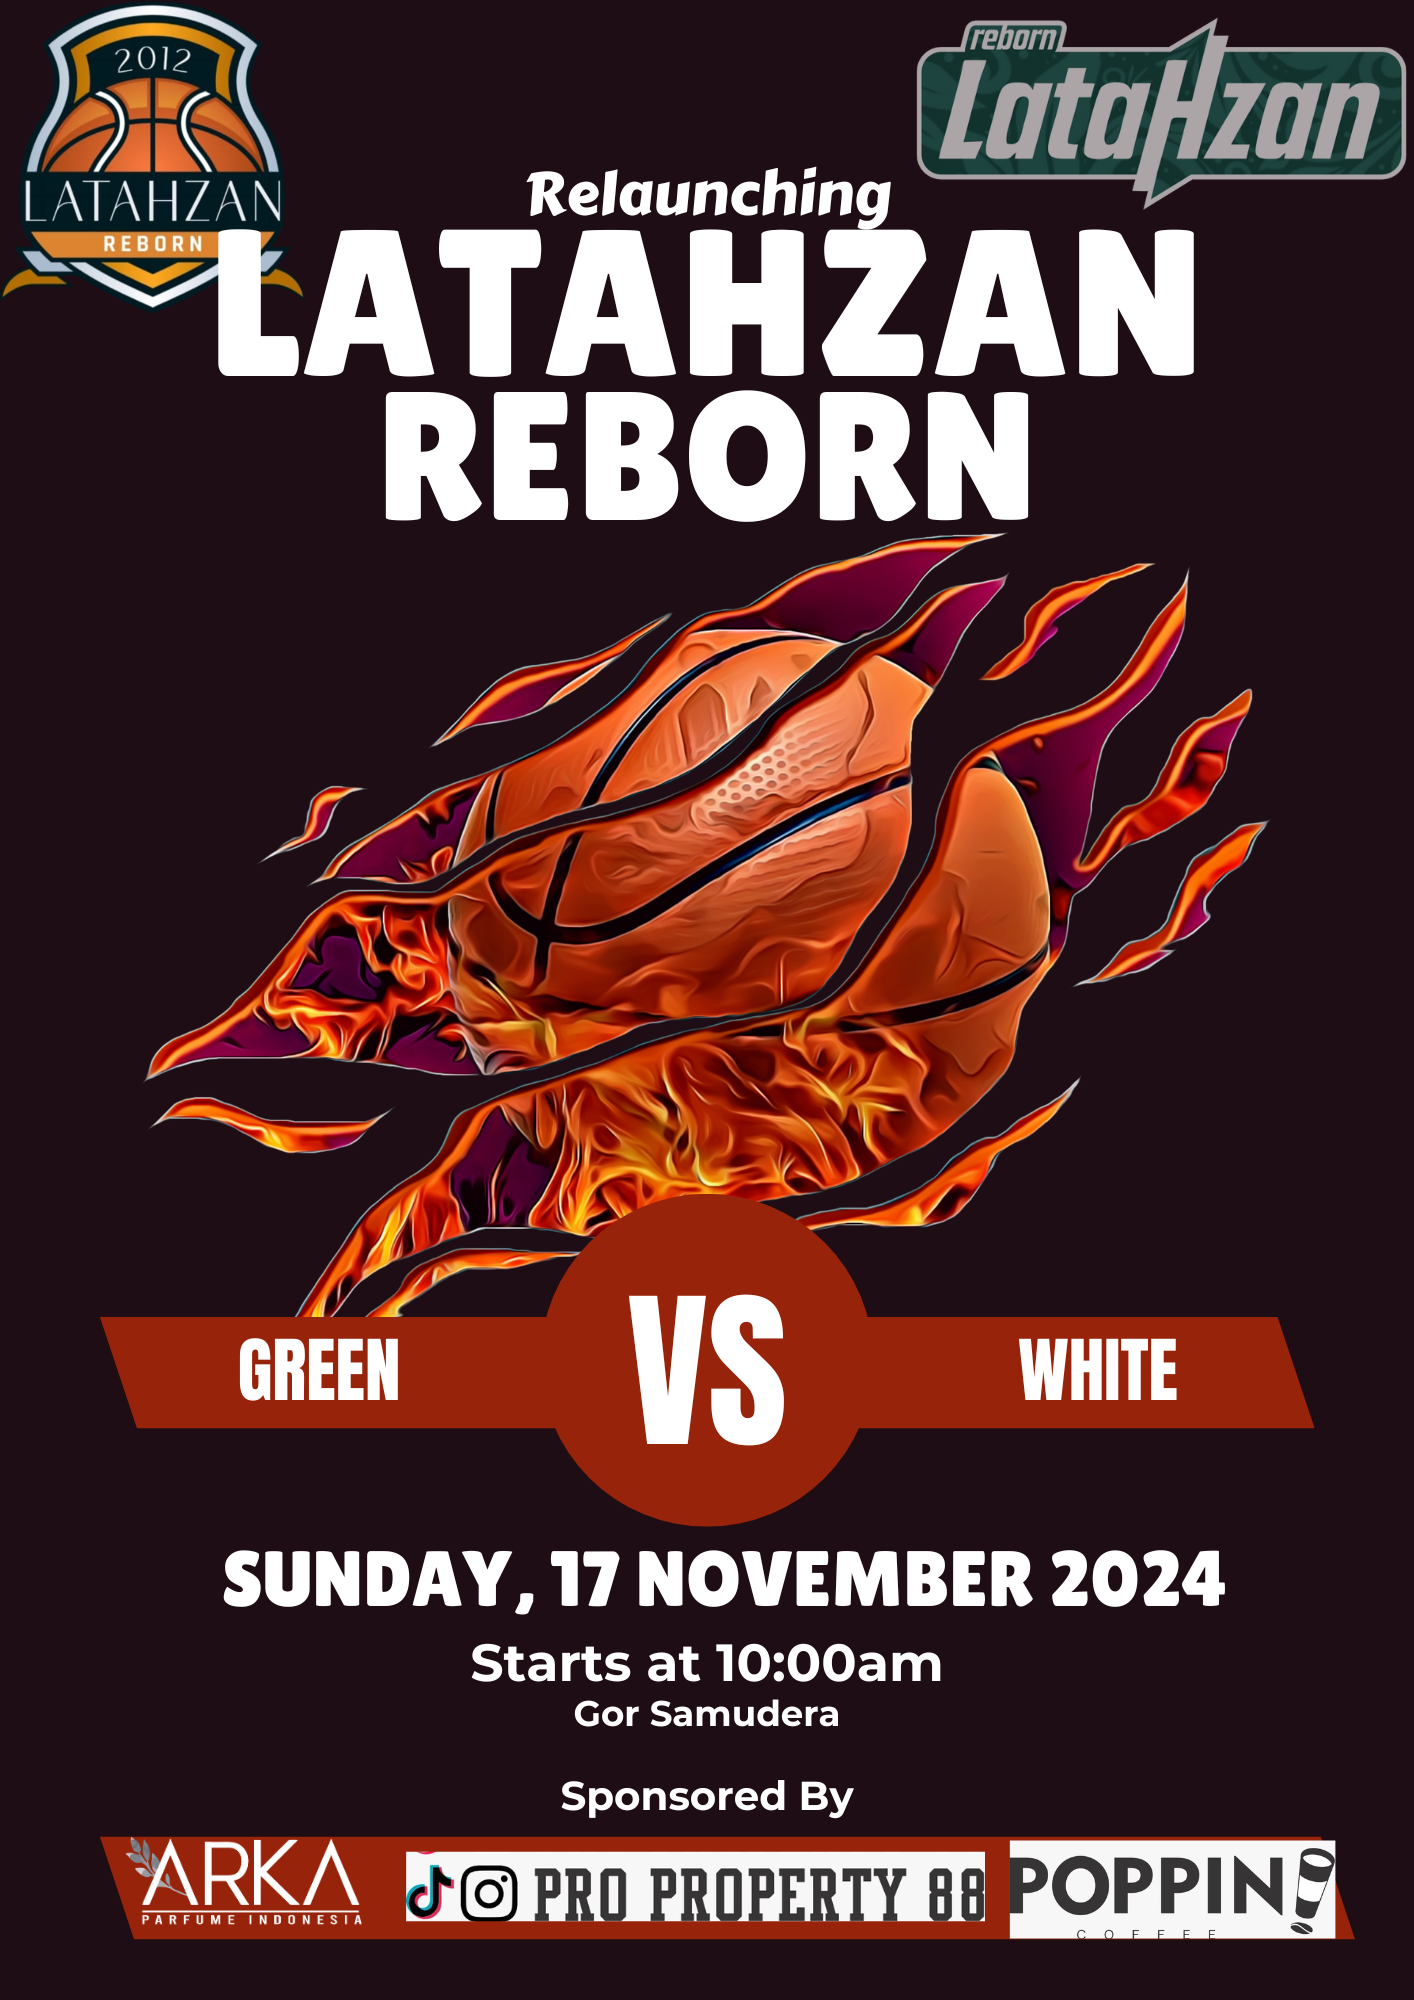 2012
LATAHZAN
REBORN
reborn
LataHzan
Relaunching
LATAHZAN
REBORN
GREEN
VS
WHITE
SUNDAY, 17 NOVEMBER 2024
Starts at 10:00am
Gor Samudera
Sponsored By
ARKA
PARFUME INDONESIA
PRO PROPERTY 88
POPPIN
COFFEE